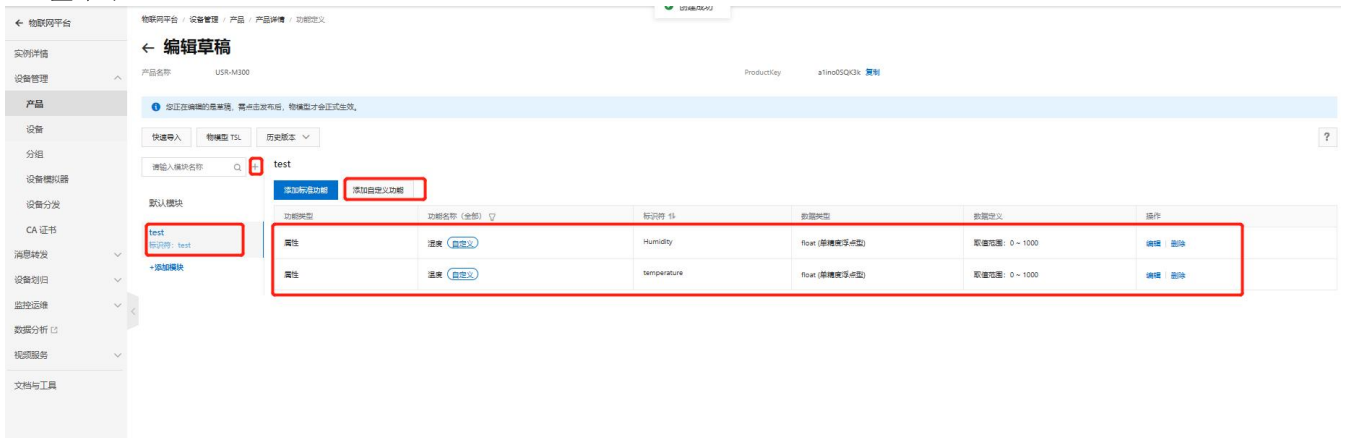 ← 物联网平台
物联网平台 / 设备管理 / 产品 / 产品详情 / 功能定义
创建成功
实例详情
设备管理
产品
设备
分组
设备模拟器
设备分发
CA 证书
消息转发
设备划归
监控运维
数据分析
视频服务
文档与工具
← 编辑草稿
产品名称 USR-M300 ProductKey a1ino0SQK3k 复制
您正在编辑的是草稿，需点击发布后，物模型才会正式生效。
快速导入 物模型 TSL 历史版本 ?
请输入模块名称 +
默认模块
test
标识符：test
+添加模块
test
添加标准功能 添加自定义功能
功能类型 功能名称（全部） 标识符 数据类型 数据定义 操作
属性 湿度 自定义 Humidity float (单精度浮点型) 取值范围：0 ~ 1000 编辑 删除
属性 温度 自定义 temperature float (单精度浮点型) 取值范围：0 ~ 1000 编辑 删除